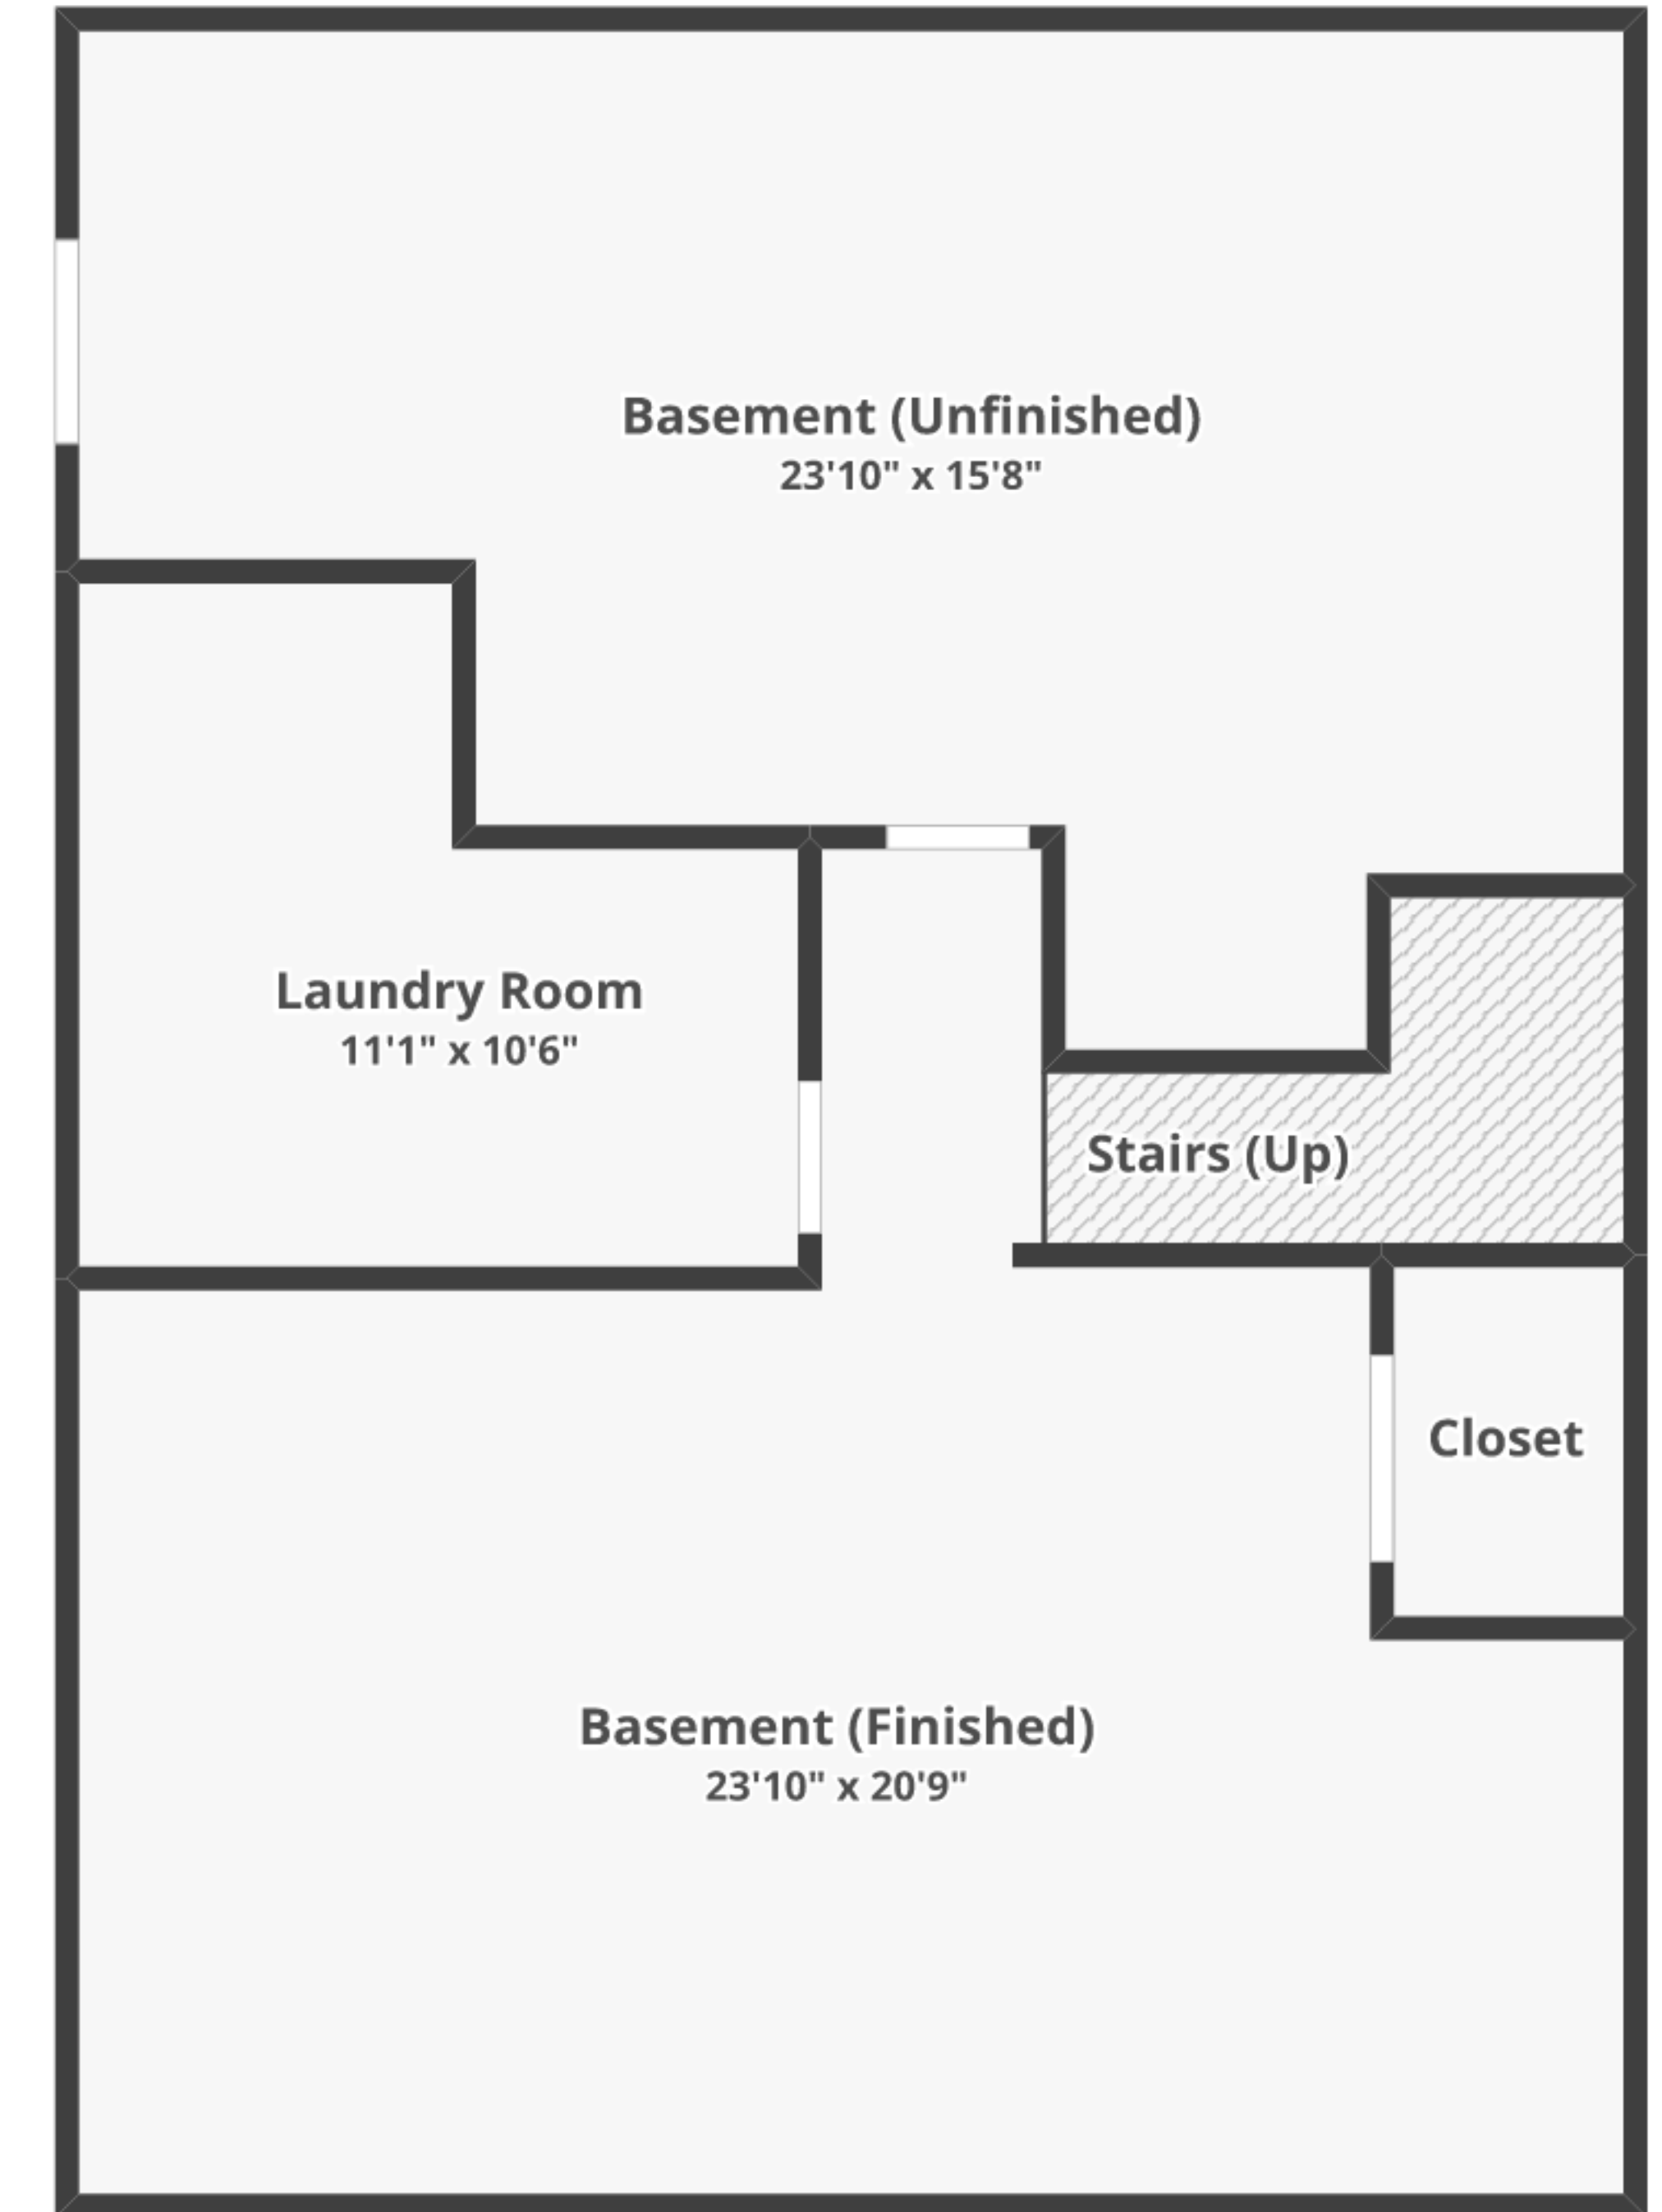 Basement (Unfinished)
23'10" x 15'8"
Laundry Room
11'1" x 10'6"
Stairs (Up)
Closet
Basement (Finished)
23'10" x 20'9"